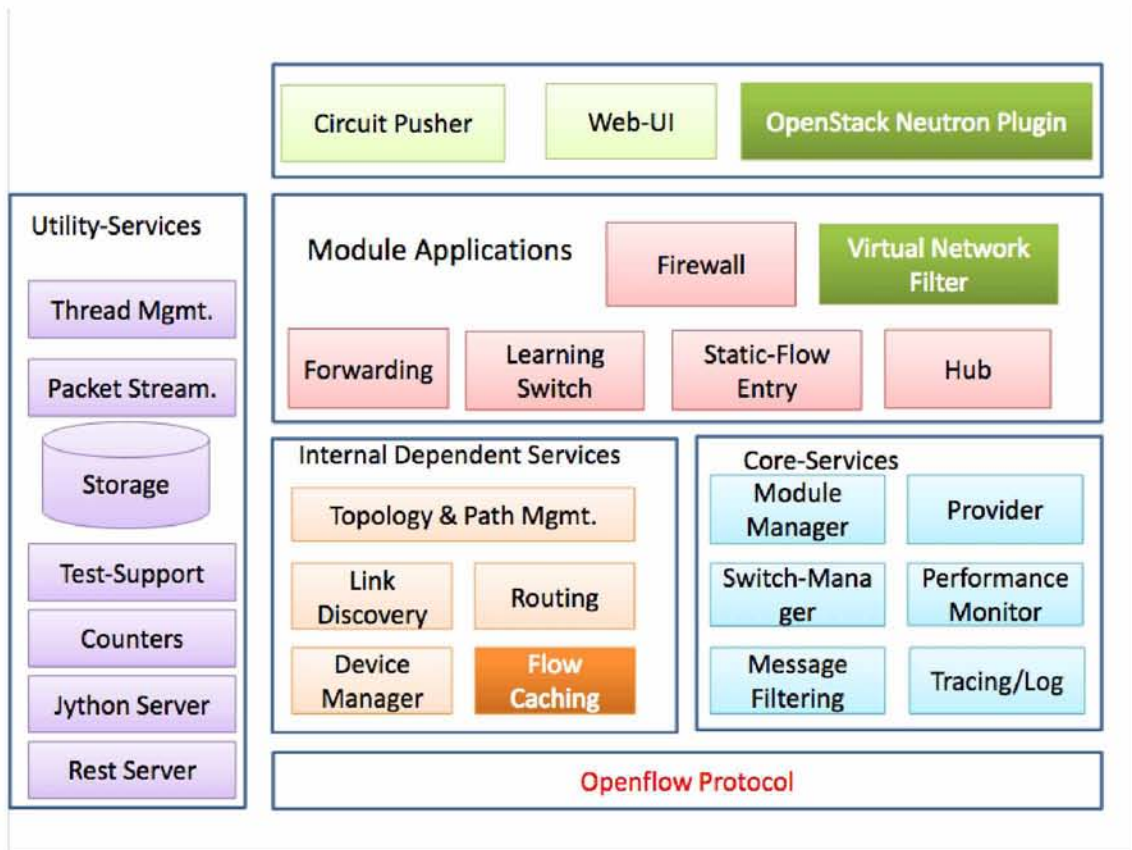 Circuit Pusher
Web-UI
OpenStack Neutron Plugin
Utility-Services
Thread Mgmt.
Packet Stream.
Storage
Test-Support
Counters
Jython Server
Rest Server
Module Applications
Firewall
Virtual Network
Filter
Forwarding
Learning
Switch
Static-Flow
Entry
Hub
Internal Dependent Services
Topology & Path Mgmt.
Link
Discovery
Routing
Device
Manager
Flow
Caching
Core-Services
Module
Manager
Provider
Switch-Mana
ger
Performance
Monitor
Message
Filtering
Tracing/Log
Openflow Protocol